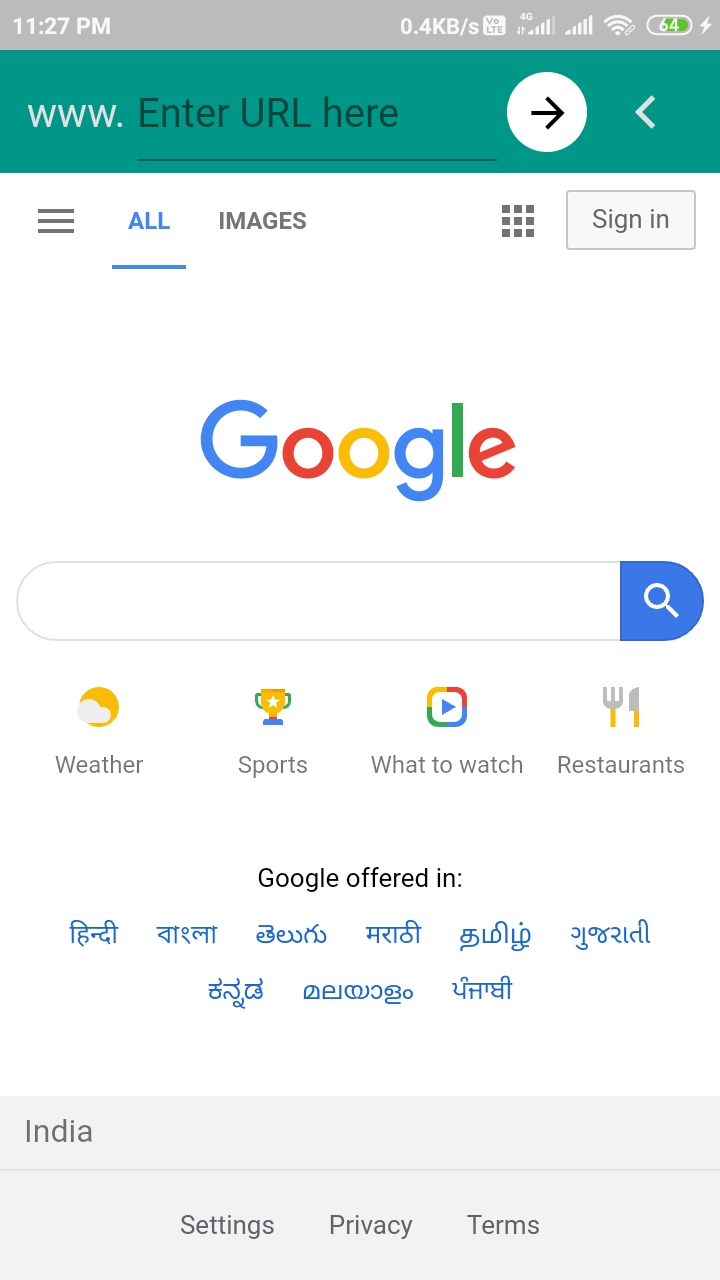 11:27 PM 0.4KB/s Vo LTE 4G 64
www. Enter URL here
ALL IMAGES Sign in
Google
Weather Sports What to watch Restaurants
Google offered in:
हिन्दी বাংলা తెలుగు मराठी தமிழ் ગુજરાતી
ಕನ್ನಡ മലയാളം ਪੰਜਾਬੀ
India
Settings Privacy Terms